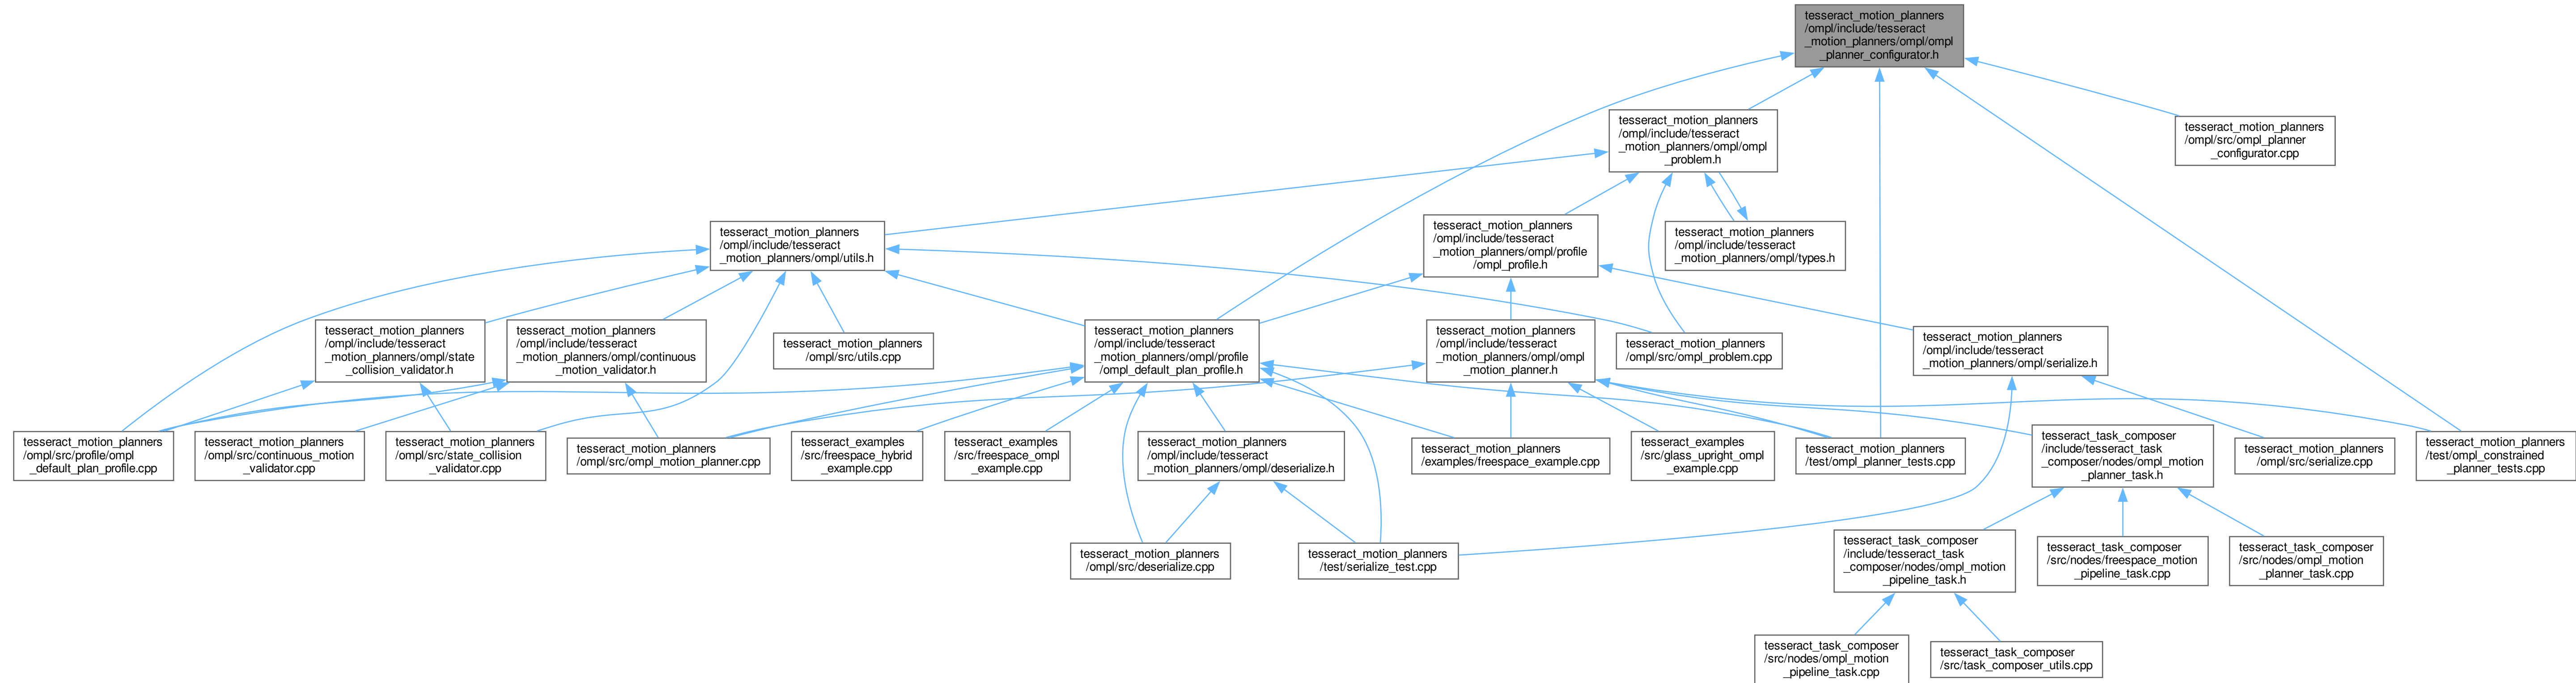 tesseract_motion_planners
/ompl/include/tesseract
_motion_planners/ompl/ompl
_planner_configurator.h
tesseract_motion_planners
/ompl/include/tesseract
_motion_planners/ompl/ompl
_problem.h
tesseract_motion_planners
/ompl/src/ompl_planner
_configurator.cpp
tesseract_motion_planners
/ompl/include/tesseract
_motion_planners/ompl/utils.h
tesseract_motion_planners
/ompl/include/tesseract
_motion_planners/ompl/profile
/ompl_profile.h
tesseract_motion_planners
/ompl/include/tesseract
_motion_planners/ompl/types.h
tesseract_motion_planners
/ompl/include/tesseract
_motion_planners/ompl/state
_collision_validator.h
tesseract_motion_planners
/ompl/include/tesseract
_motion_planners/ompl/continuous
_motion_validator.h
tesseract_motion_planners
/ompl/src/utils.cpp
tesseract_motion_planners
/ompl/include/tesseract
_motion_planners/ompl/profile
/ompl_default_plan_profile.h
tesseract_motion_planners
/ompl/include/tesseract
_motion_planners/ompl/ompl
_motion_planner.h
tesseract_motion_planners
/ompl/src/ompl_problem.cpp
tesseract_motion_planners
/ompl/include/tesseract
_motion_planners/ompl/serialize.h
tesseract_motion_planners
/ompl/src/profile/ompl
_default_plan_profile.cpp
tesseract_motion_planners
/ompl/src/continuous_motion
_validator.cpp
tesseract_motion_planners
/ompl/src/state_collision
_validator.cpp
tesseract_motion_planners
/ompl/src/ompl_motion_planner.cpp
tesseract_examples
/src/freespace_hybrid
_example.cpp
tesseract_examples
/src/freespace_ompl
_example.cpp
tesseract_motion_planners
/ompl/include/tesseract
_motion_planners/ompl/deserialize.h
tesseract_motion_planners
/examples/freespace_example.cpp
tesseract_examples
/src/glass_upright_ompl
_example.cpp
tesseract_motion_planners
/test/ompl_planner_tests.cpp
tesseract_task_composer
/include/tesseract_task
_composer/nodes/ompl_motion
_planner_task.h
tesseract_motion_planners
/ompl/src/serialize.cpp
tesseract_motion_planners
/test/ompl_constrained
_planner_tests.cpp
tesseract_motion_planners
/ompl/src/deserialize.cpp
tesseract_motion_planners
/test/serialize_test.cpp
tesseract_task_composer
/include/tesseract_task
_composer/nodes/ompl_motion
_pipeline_task.h
tesseract_task_composer
/src/nodes/freespace_motion
_pipeline_task.cpp
tesseract_task_composer
/src/nodes/ompl_motion
_planner_task.cpp
tesseract_task_composer
/src/nodes/ompl_motion
_pipeline_task.cpp
tesseract_task_composer
/src/task_composer_utils.cpp